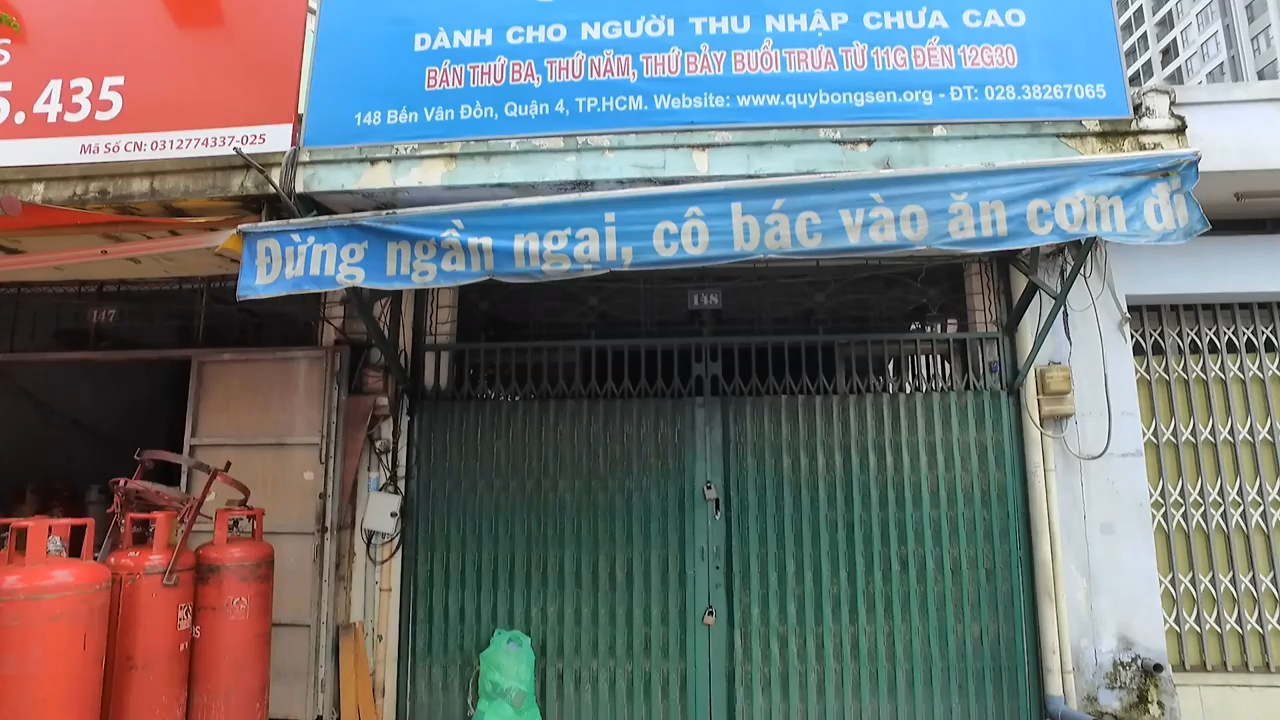 5.435
Mã Số CN: 0312774337-025
DÀNH CHO NGƯỜI THU NHẬP CHƯA CAO
BÁN THỨ BA, THỨ NĂM, THỨ BẢY BUỔI TRƯA TỪ 11G ĐẾN 12G30
148 Bến Vân Đồn, Quận 4, TP.HCM. Website: www.quybongsen.org - ĐT: 028.38267065
Đừng ngần ngại, cô bác vào ăn cơm đi
147
148